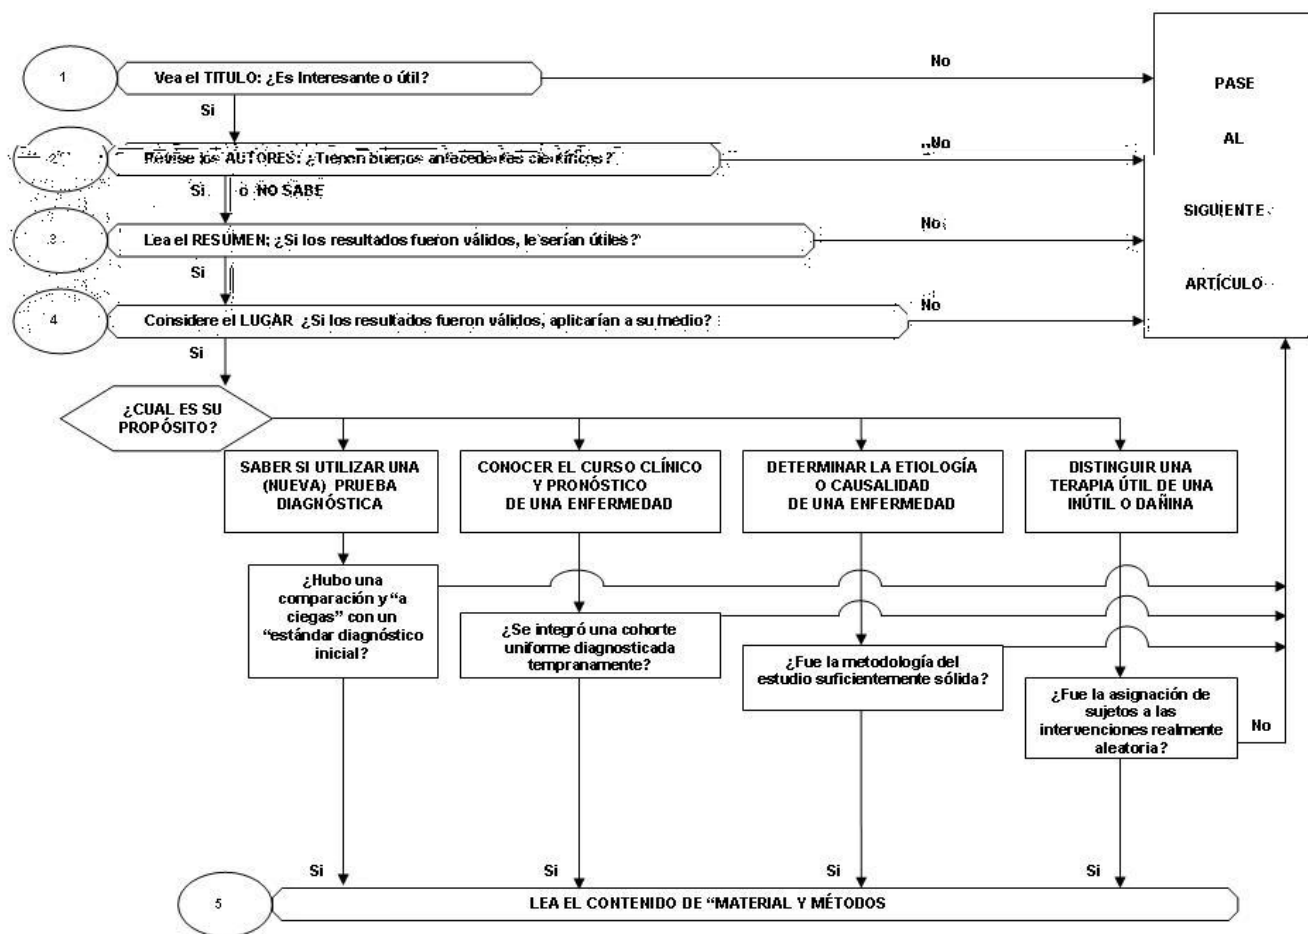 1
Vea el TITULO: ¿Es Interesante o útil?
No
PASE
AL
SIGUIENTE
ARTÍCULO
Si
2
Revise los AUTORES: ¿Tienen buenos antecedentes científicos?
No
Si o NO SABE
3
Lea el RESUMEN; ¿Si los resultados fueron válidos, le serían útiles?
No
Si
4
Considere el LUGAR ¿Si los resultados fueron válidos, aplicarían a su medio?
No
Si
¿CUAL ES SU
PROPÓSITO?
SABER SI UTILIZAR UNA
(NUEVA) PRUEBA
DIAGNÓSTICA
CONOCER EL CURSO CLÍNICO
Y PRONÓSTICO
DE UNA ENFERMEDAD
DETERMINAR LA ETIOLOGÍA
O CAUSALIDAD
DE UNA ENFERMEDAD
DISTINGUIR UNA
TERAPIA ÚTIL DE UNA
INÚTIL O DAÑINA
¿Hubo una
comparación y “a
ciegas” con un
“estándar diagnóstico
inicial?
¿Se integró una cohorte
uniforme diagnosticada
tempranamente?
¿Fue la metodología del
estudio suficientemente sólida?
¿Fue la asignación de
sujetos a las
intervenciones realmente
aleatoria?
No
Si
Si
Si
Si
5
LEA EL CONTENIDO DE “MATERIAL Y MÉTODOS